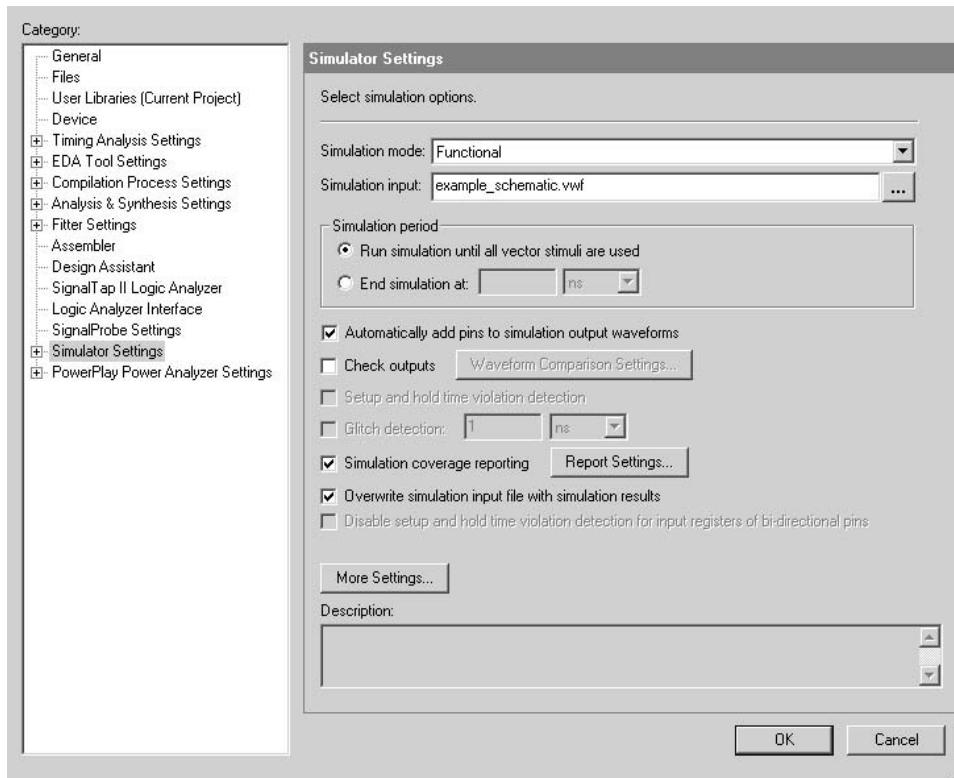 Category:
General
Files
User Libraries (Current Project)
Device
Timing Analysis Settings
EDA Tool Settings
Compilation Process Settings
Analysis & Synthesis Settings
Fitter Settings
Assembler
Design Assistant
SignalTap II Logic Analyzer
Logic Analyzer Interface
SignalProbe Settings
Simulator Settings
PowerPlay Power Analyzer Settings
Simulator Settings
Select simulation options.
Simulation mode: Functional
Simulation input: example_schematic.vwf ...
Simulation period
Run simulation until all vector stimuli are used
End simulation at: ns
Automatically add pins to simulation output waveforms
Check outputs Waveform Comparison Settings...
Setup and hold time violation detection
Glitch detection: 1 ns
Simulation coverage reporting Report Settings...
Overwrite simulation input file with simulation results
Disable setup and hold time violation detection for input registers of bi-directional pins
More Settings...
Description:
OK Cancel